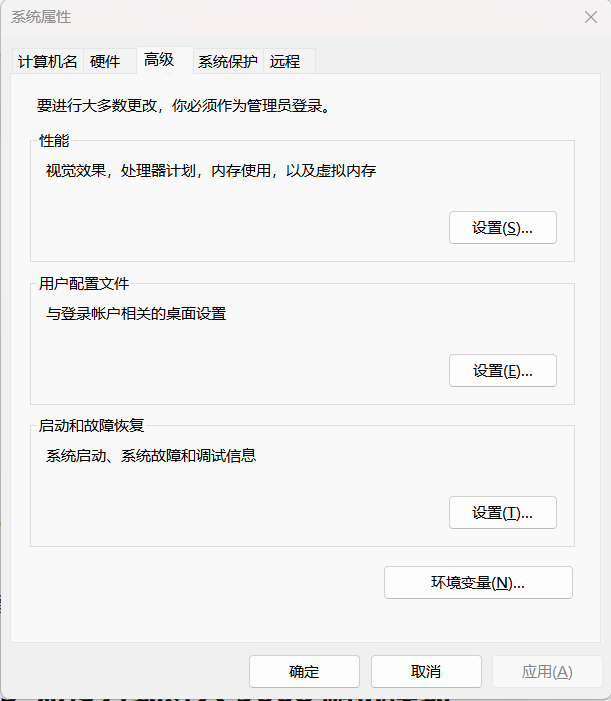 系统属性
计算机名 硬件 高级 系统保护 远程
要进行大多数更改，你必须作为管理员登录。
性能
视觉效果，处理器计划，内存使用，以及虚拟内存
设置(S)...
用户配置文件
与登录帐户相关的桌面设置
设置(E)...
启动和故障恢复
系统启动、系统故障和调试信息
设置(T)...
环境变量(N)...
确定 取消 应用(A)